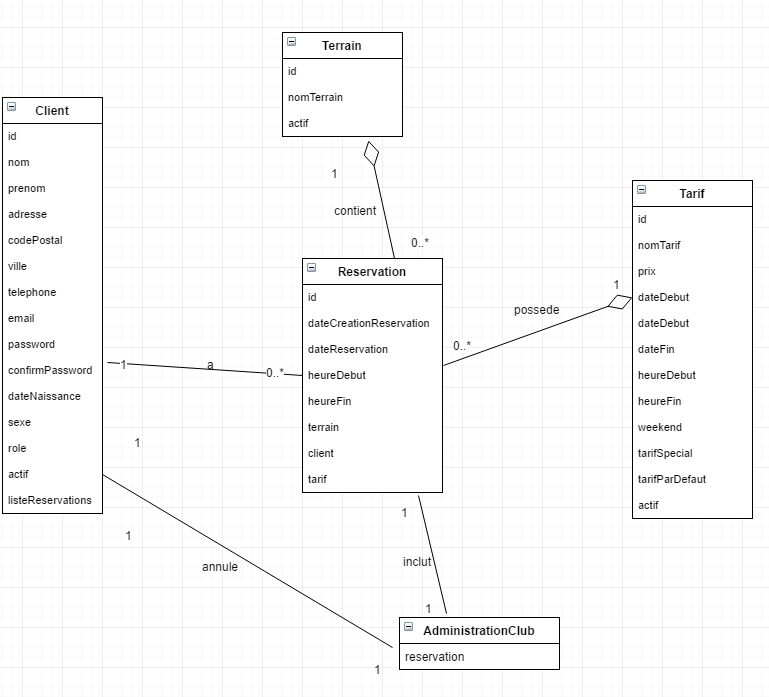 Terrain
id
nomTerrain
actif
Client
id
nom
prenom
adresse
codePostal
ville
telephone
email
password
confirmPassword
dateNaissance
sexe
role
actif
listeReservations
1
contient
0..*
Reservation
id
dateCreationReservation
dateReservation
heureDebut
heureFin
terrain
client
tarif
Tarif
id
nomTarif
prix
dateDebut
dateDebut
dateFin
heureDebut
heureFin
weekend
tarifSpecial
tarifParDefaut
actif
1
possede
0..*
1
a
0..*
1
1
annule
1
1
inclut
1
AdministrationClub
reservation